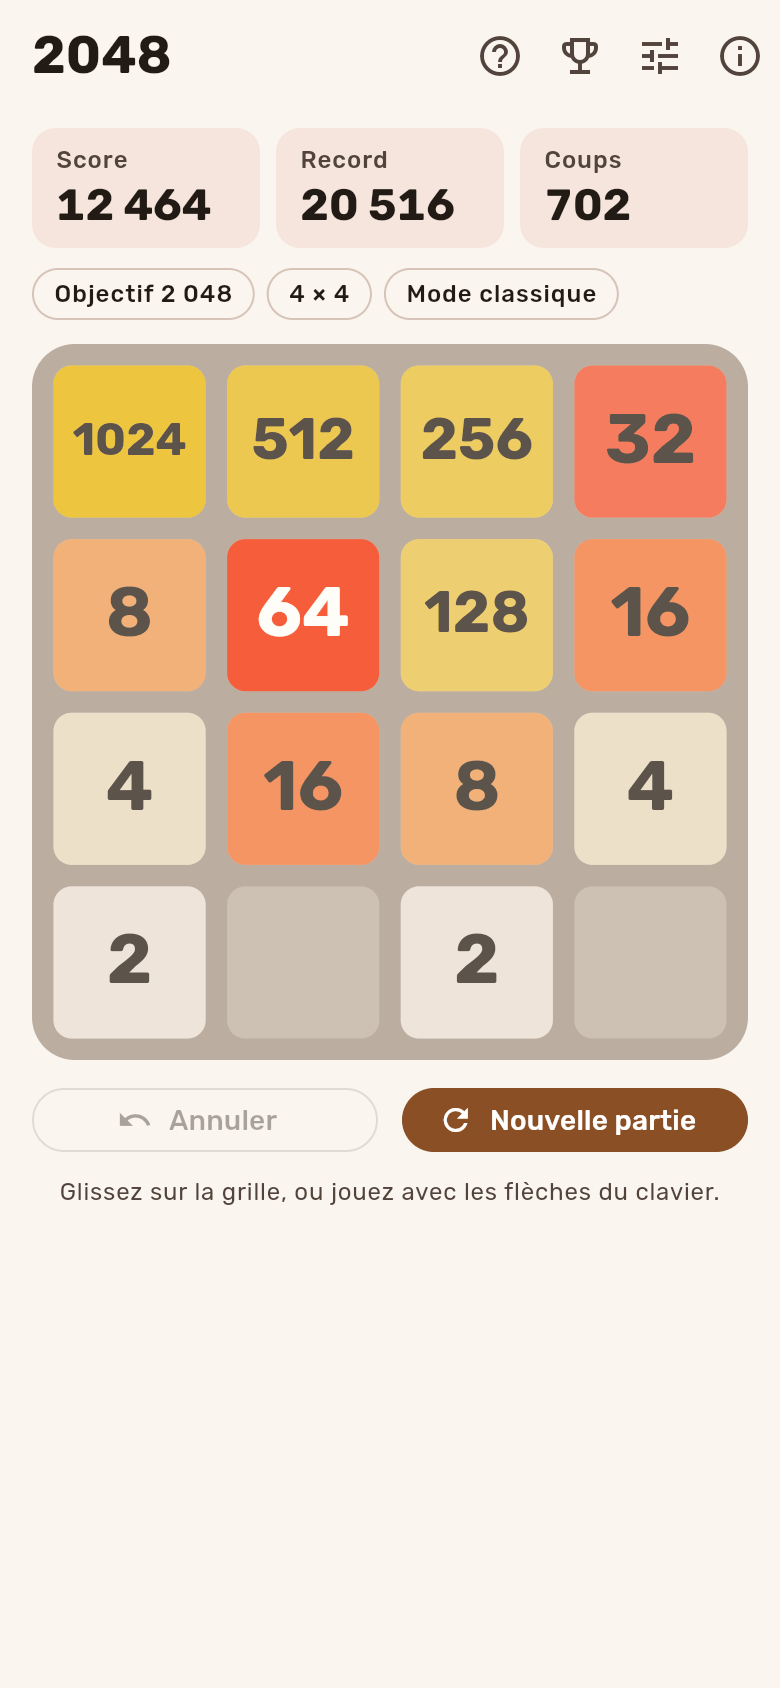 2048
Score
12 464
Record
20 516
Coups
702
Objectif 2 048
4 × 4
Mode classique
1024 512 256 32
8 64 128 16
4 16 8 4
2 2
Annuler
Nouvelle partie
Glissez sur la grille, ou jouez avec les flèches du clavier.